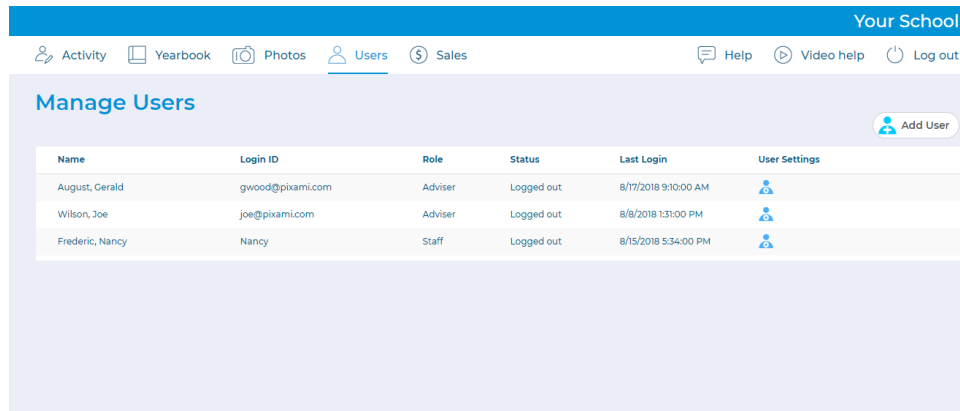 Your School
Activity Yearbook Photos Users Sales Help Video help Log out
Manage Users
Add User
Name Login ID Role Status Last Login User Settings
August, Gerald gwood@pixami.com Adviser Logged out 8/17/2018 9:10:00 AM
Wilson, Joe joe@pixami.com Adviser Logged out 8/8/2018 1:31:00 PM
Frederic, Nancy Nancy Staff Logged out 8/15/2018 5:34:00 PM